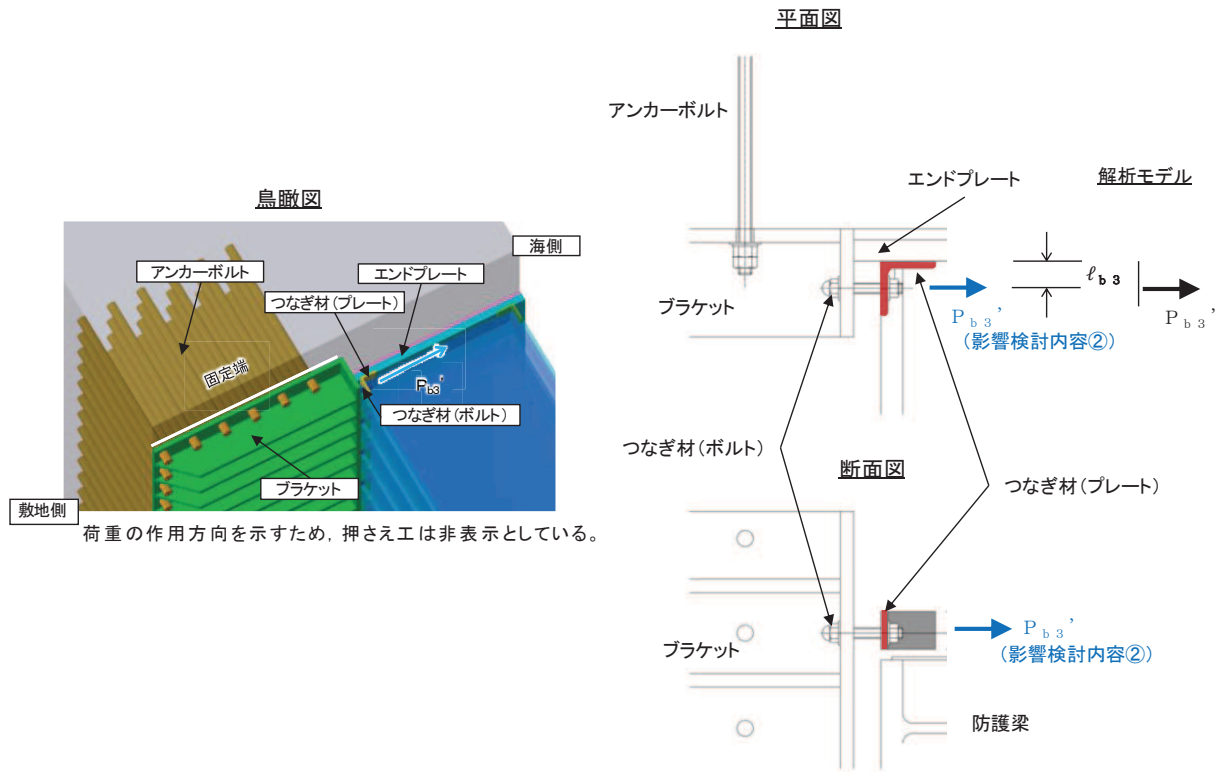 鳥瞰図
海側
アンカーボルト
エンドプレート
つなぎ材(プレート)
固定端
Pb3'
つなぎ材(ボルト)
ブラケット
敷地側
荷重の作用方向を示すため,押さえ工は非表示としている。
平面図
アンカーボルト
エンドプレート
解析モデル
ℓb3
ブラケット
Pb3'
(影響検討内容②)
Pb3'
つなぎ材(ボルト)
断面図
つなぎ材(プレート)
Pb3'
(影響検討内容②)
ブラケット
防護梁